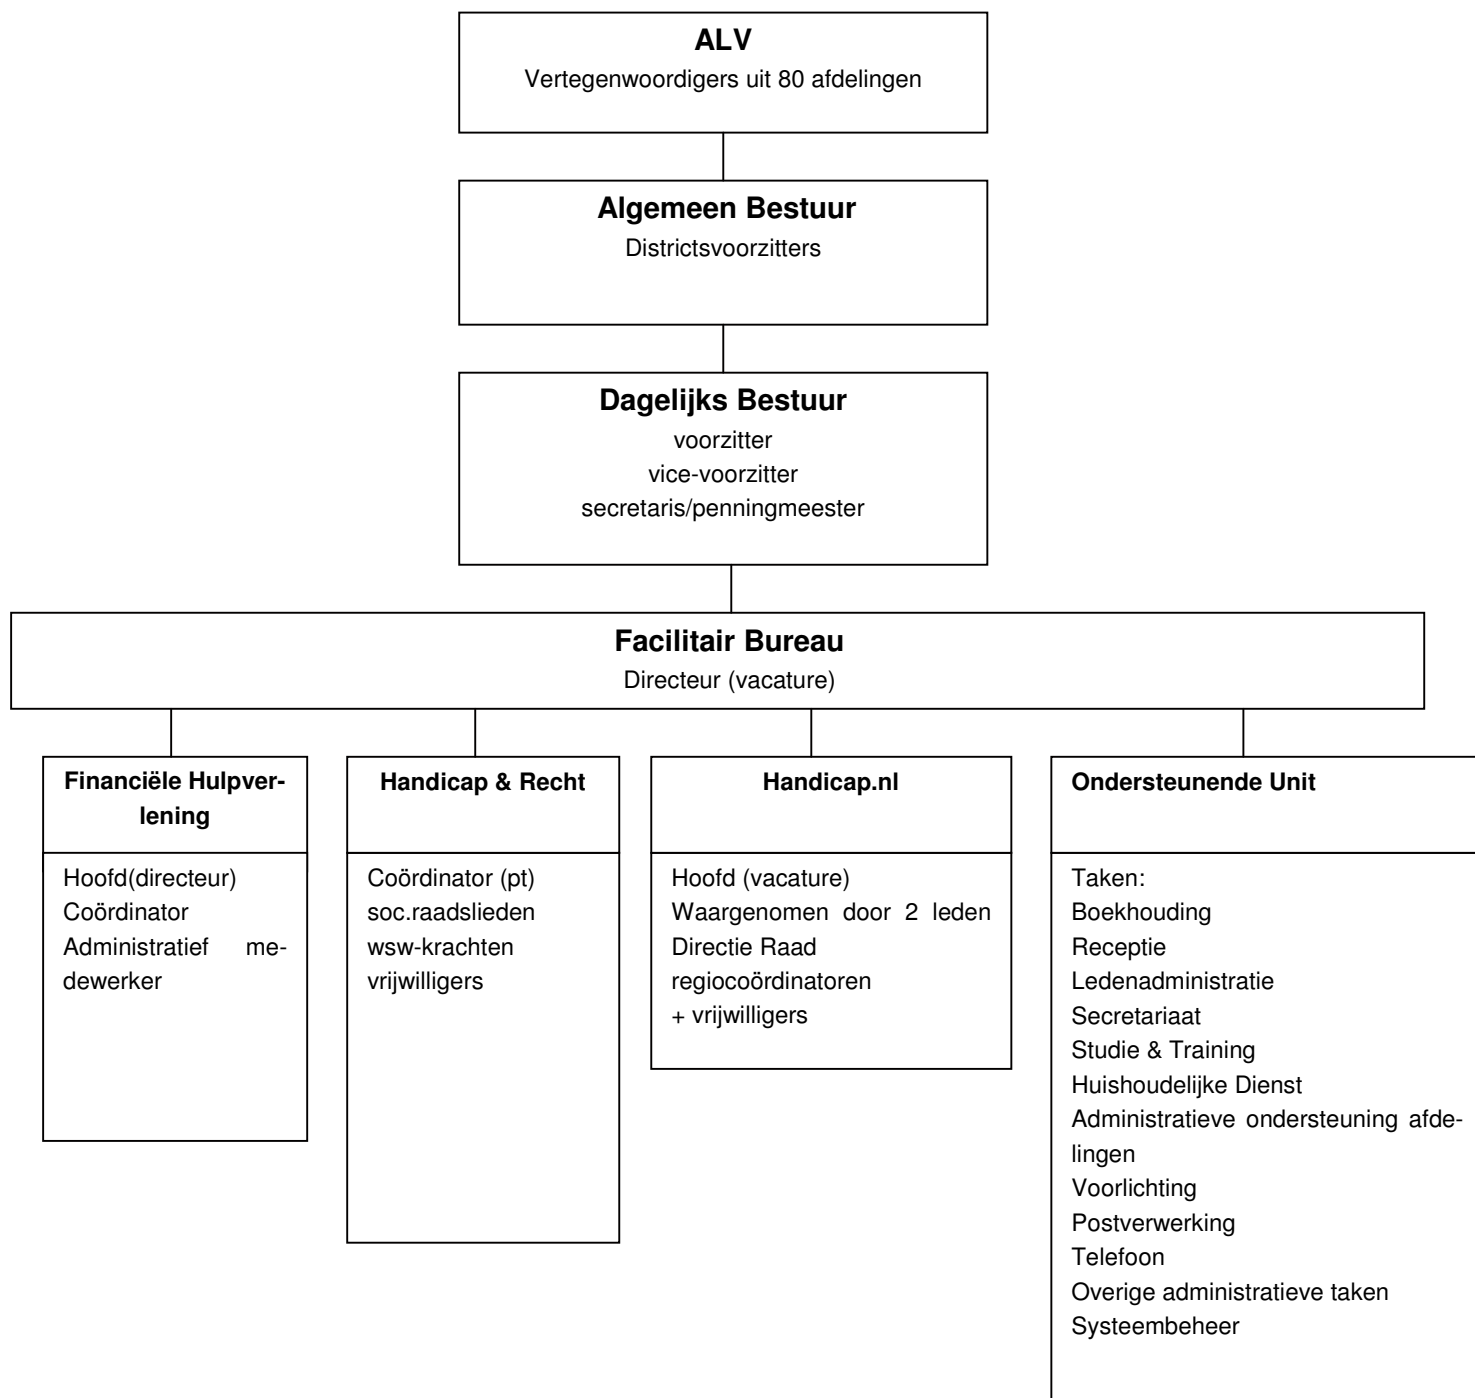 ALV
Vertegenwoordigers uit 80 afdelingen
Algemeen Bestuur
Districtsvoorzitters
Dagelijks Bestuur
voorzitter
vice-voorzitter
secretaris/penningmeester
Facilitair Bureau
Directeur (vacature)
Financiële Hulpver-
lening
Hoofd(directeur)
Coördinator
Administratief me-
dewerker
Handicap & Recht
Coördinator (pt)
soc.raadslieden
wsw-krachten
vrijwilligers
Handicap.nl
Hoofd (vacature)
Waargenomen door 2 leden
Directie Raad
regiocoördinatoren
+ vrijwilligers
Ondersteunende Unit
Taken:
Boekhouding
Receptie
Ledenadministratie
Secretariaat
Studie & Training
Huishoudelijke Dienst
Administratieve ondersteuning afde-
lingen
Voorlichting
Postverwerking
Telefoon
Overige administratieve taken
Systeembeheer